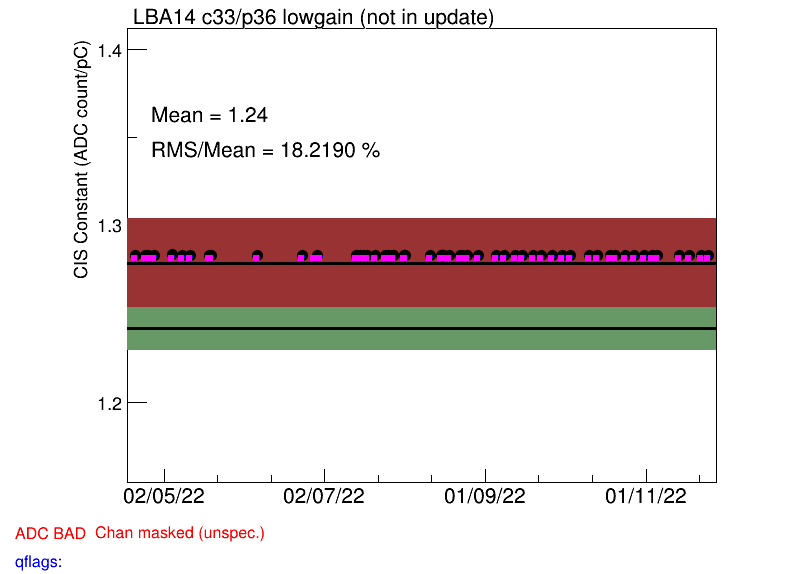 LBA14 c33/p36 lowgain (not in update)
CIS Constant (ADC count/pC)
1.4
Mean = 1.24
RMS/Mean = 18.2190 %
1.3
1.2
02/05/22 02/07/22 01/09/22 01/11/22
ADC BAD Chan masked (unspec.)
qflags: